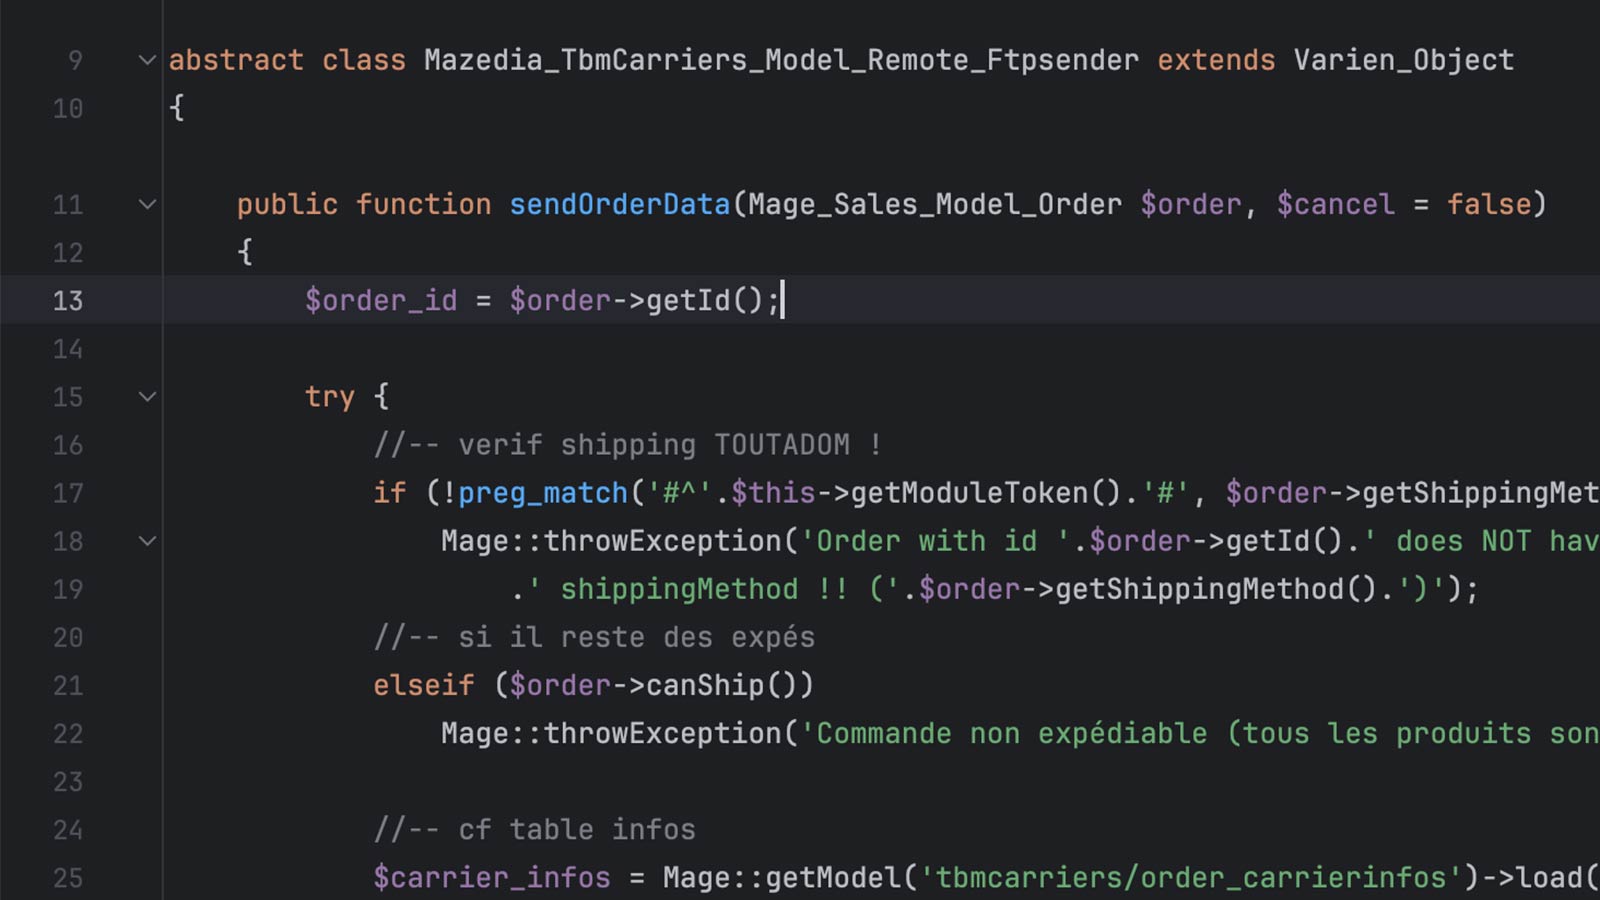 9 abstract class Mazedia_TbmCarriers_Model_Remote_Ftpsender extends Varien_Object
10 {
11 public function sendOrderData(Mage_Sales_Model_Order $order, $cancel = false)
12 {
13 $order_id = $order->getId();
14
15 try {
16 //-- verif shipping TOUTADOM !
17 if (!preg_match('#^'.$this->getModuleToken().'#', $order->getShippingMet
18 Mage::throwException('Order with id '.$order->getId().' does NOT hav
19 .' shippingMethod !! ('.$order->getShippingMethod().')');
20 //-- si il reste des expés
21 elseif ($order->canShip())
22 Mage::throwException('Commande non expédiable (tous les produits son
23
24 //-- cf table infos
25 $carrier_infos = Mage::getModel('tbmcarriers/order_carrierinfos')->load(